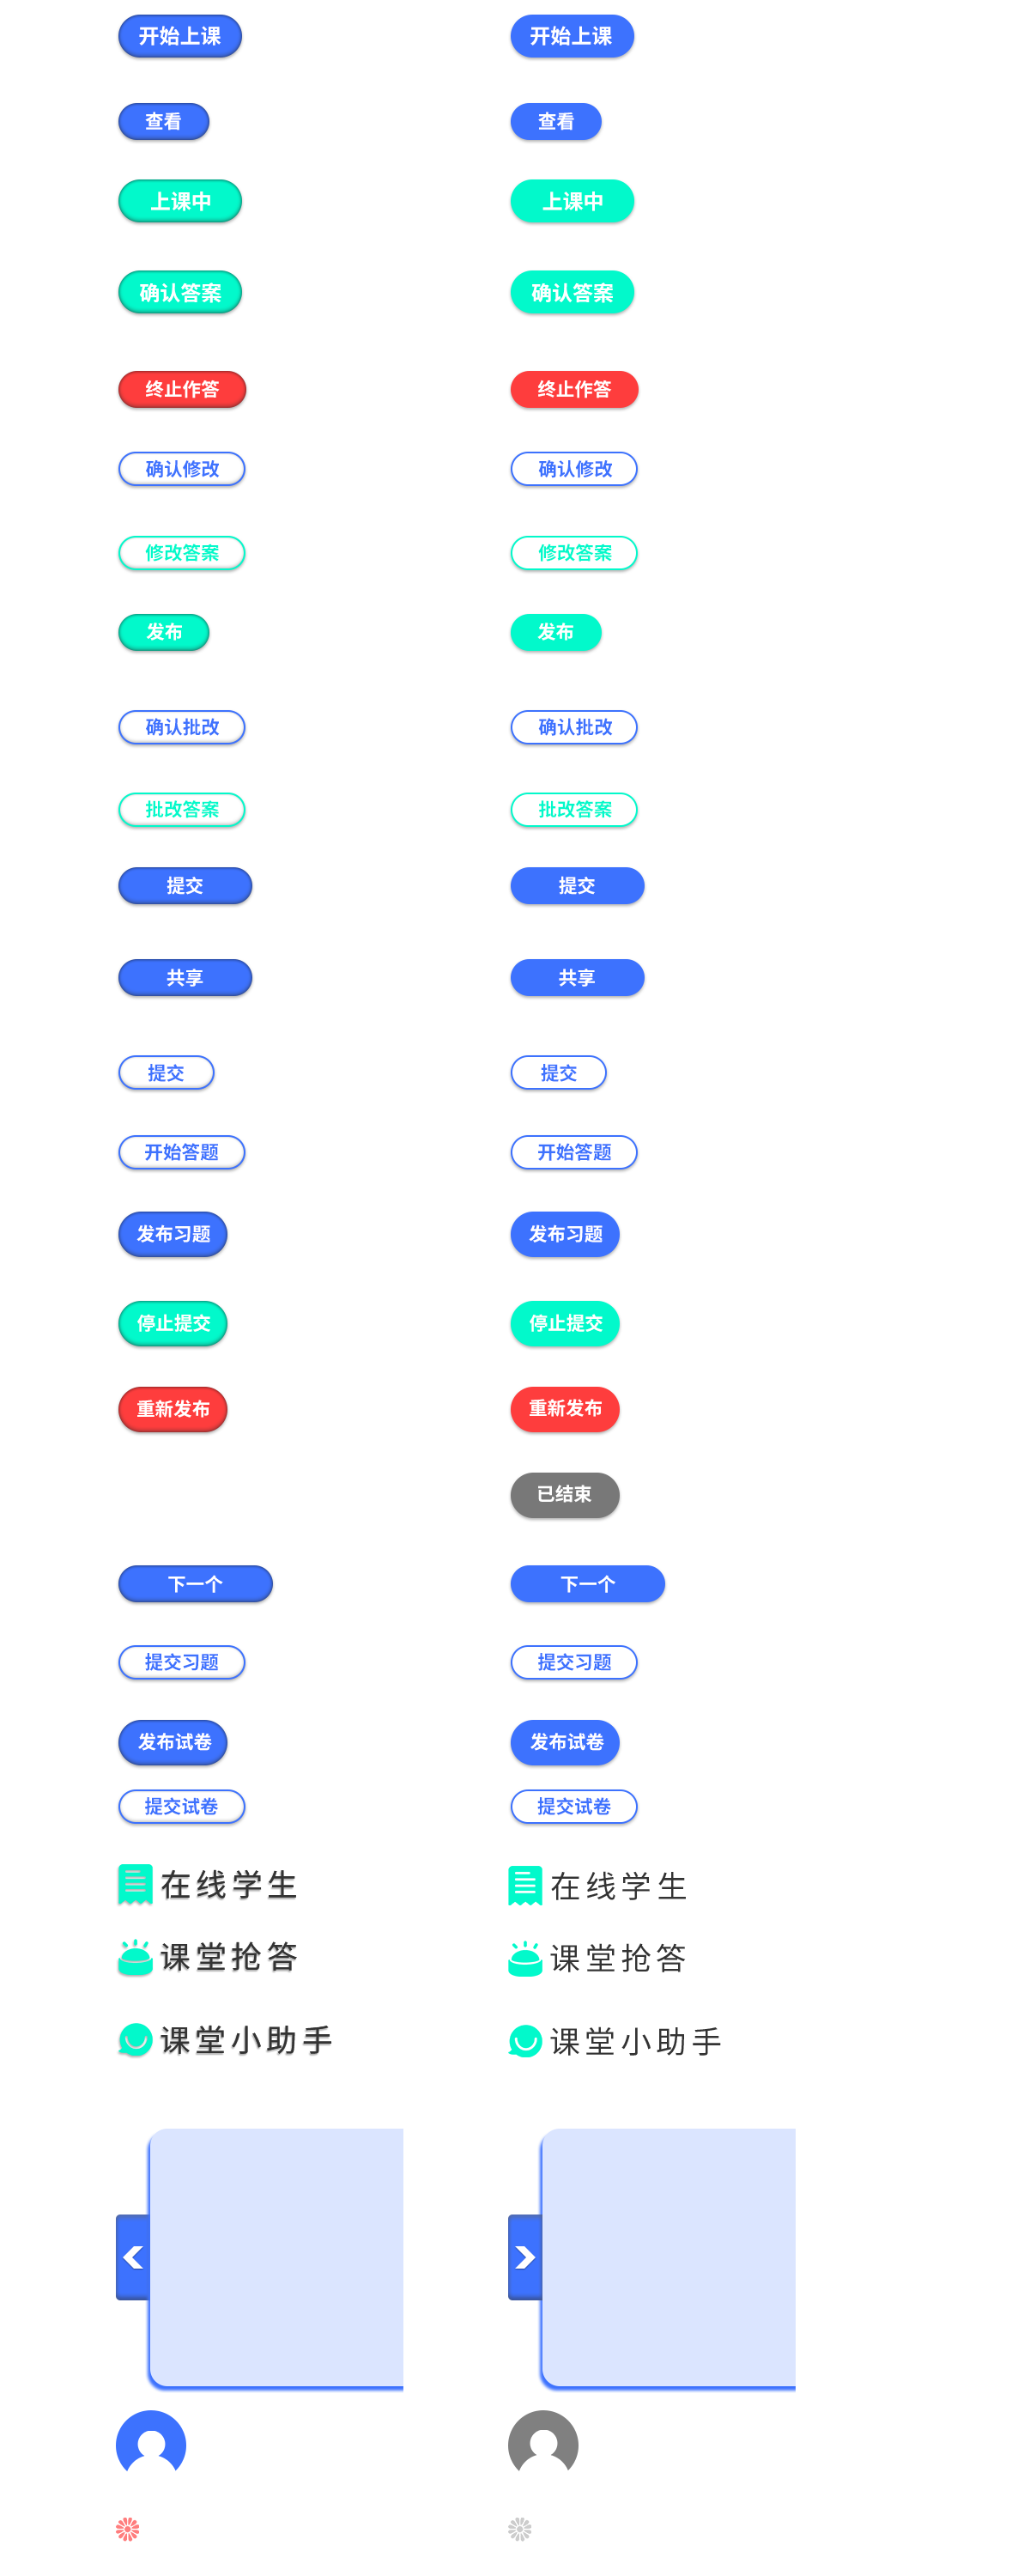 开始上课 开始上课
查看 查看
上课中 上课中
确认答案 确认答案
终止作答 终止作答
确认修改 确认修改
修改答案 修改答案
发布 发布
确认批改 确认批改
批改答案 批改答案
提交 提交
共享 共享
提交 提交
开始答题 开始答题
发布习题 发布习题
停止提交 停止提交
重新发布 重新发布
已结束
下一个 下一个
提交习题 提交习题
发布试卷 发布试卷
提交试卷 提交试卷
在线学生 在线学生
课堂抢答 课堂抢答
课堂小助手 课堂小助手